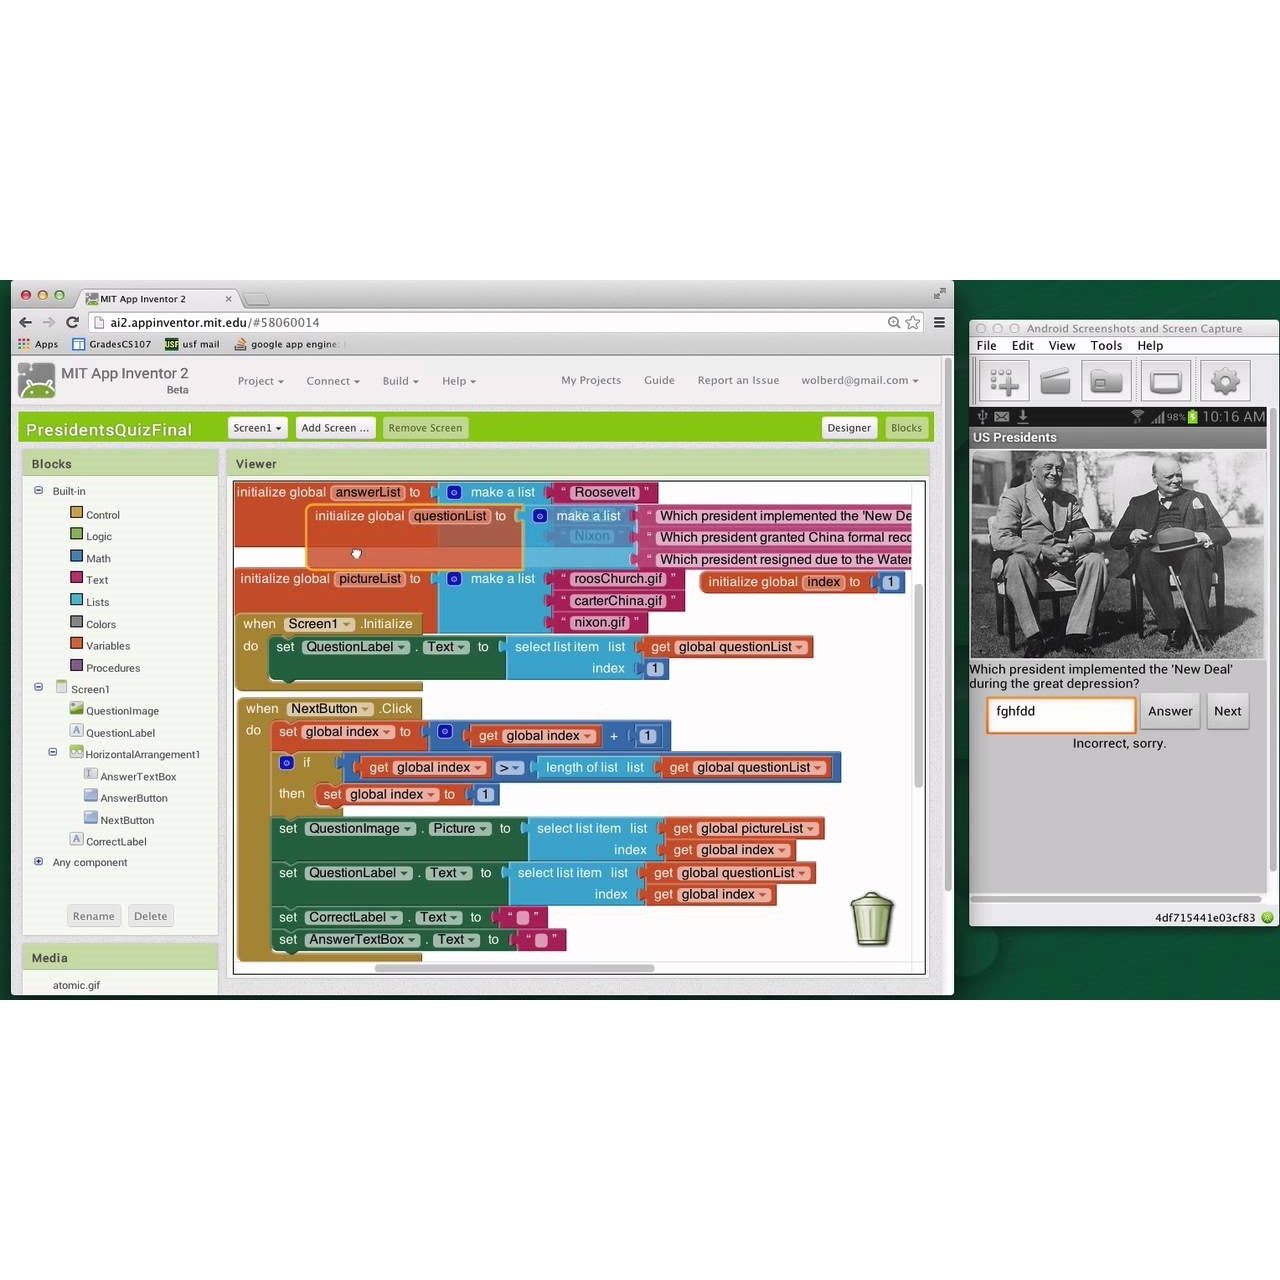 MIT App Inventor 2
ai2.appinventor.mit.edu/#58060014
Apps GradesCS107 usf mail google app engine:
MIT App Inventor 2
Beta
Project Connect Build Help My Projects Guide Report an Issue wolberd@gmail.com
PresidentsQuizFinal Screen1 Add Screen ... Remove Screen Designer Blocks
Blocks
Built-in
Control
Logic
Math
Text
Lists
Colors
Variables
Procedures
Screen1
QuestionImage
QuestionLabel
HorizontalArrangement1
AnswerTextBox
AnswerButton
NextButton
CorrectLabel
Any component
Rename Delete
Media
atomic.gif
Viewer
initialize global answerList to make a list " Roosevelt "
initialize global questionList to make a list " Which president implemented the 'New De
Nixon " Which president granted China formal reco
" Which president resigned due to the Water
initialize global pictureList to make a list " roosChurch.gif "
initialize global index to 1
" carterChina.gif "
" nixon.gif "
when Screen1 .Initialize
do set QuestionLabel . Text to select list item list get global questionList
index 1
when NextButton .Click
do set global index to get global index + 1
if get global index > length of list list get global questionList
then set global index to 1
set QuestionImage . Picture to select list item list get global pictureList
index get global index
set QuestionLabel . Text to select list item list get global questionList
index get global index
set CorrectLabel . Text to " "
set AnswerTextBox . Text to " "
Android Screenshots and Screen Capture
File Edit View Tools Help
98% 10:16 AM
US Presidents
Which president implemented the 'New Deal'
during the great depression?
fghfdd Answer Next
Incorrect, sorry.
4df715441e03cf83